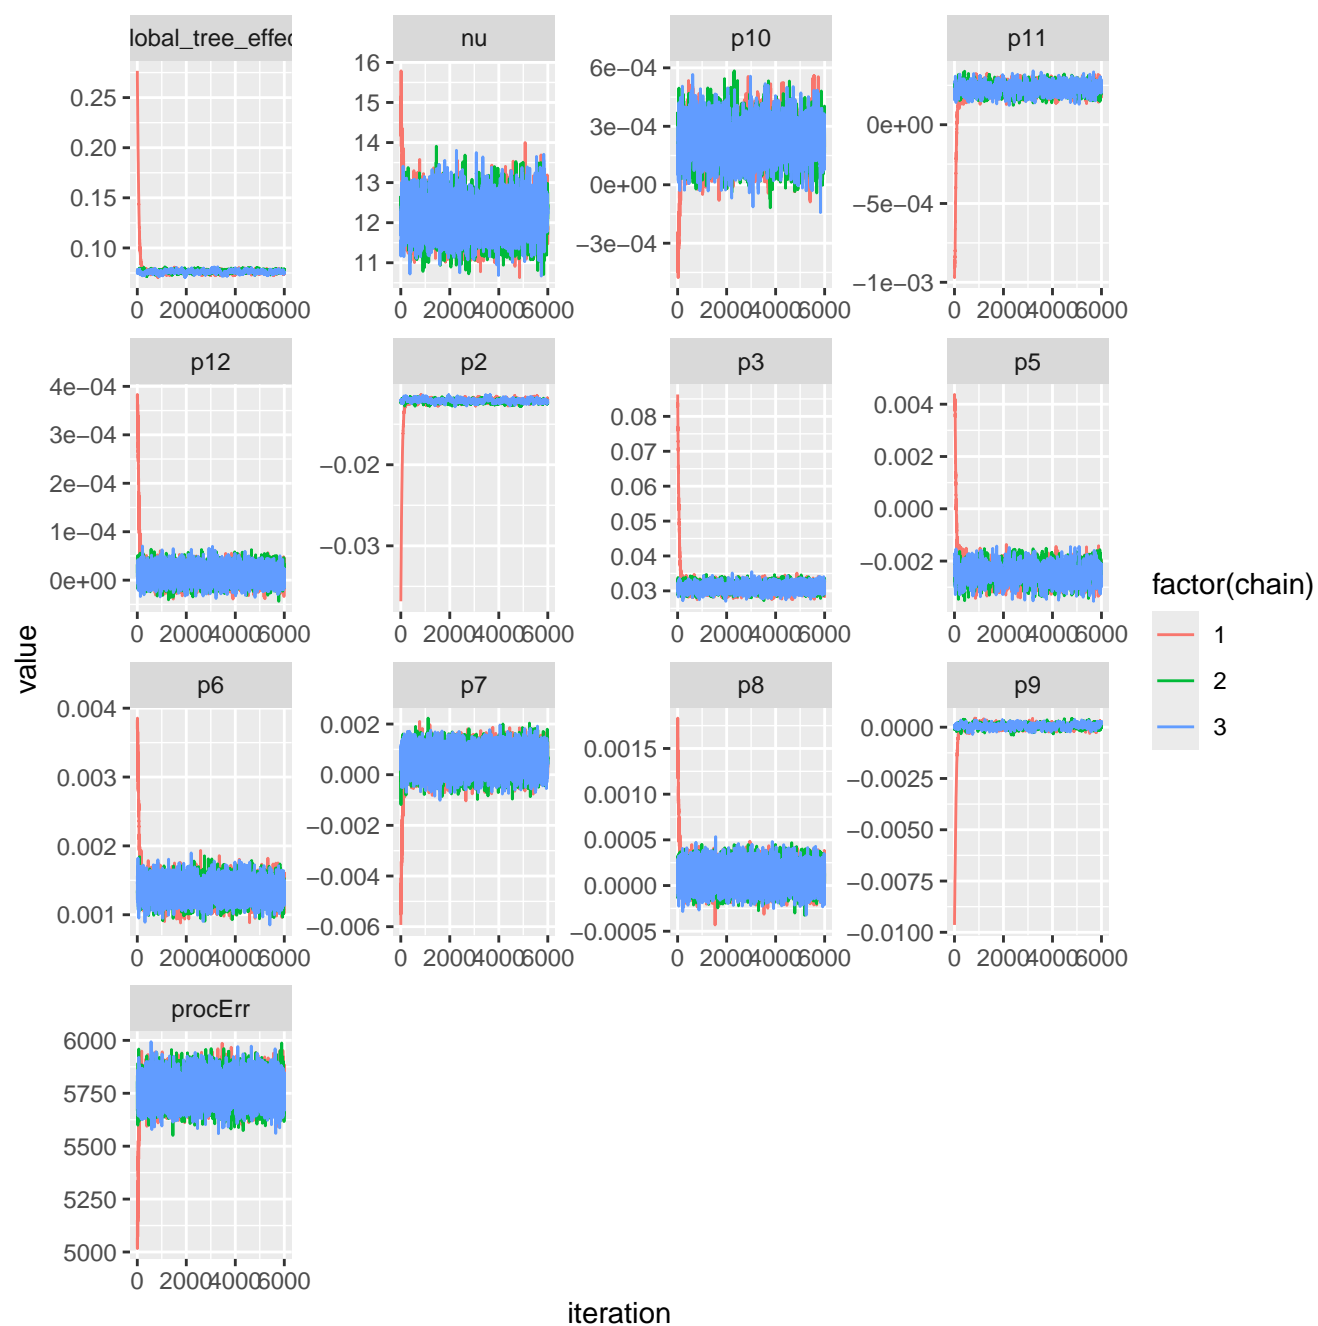 lobal_tree_effec
nu
p10
p11
0.25
0.20
0.15
0.10
16
15
14
13
12
11
6e−04
3e−04
0e+00
−3e−04
0e+00
−5e−04
−1e−03
0 2000 4000 6000
0 2000 4000 6000
0 2000 4000 6000
0 2000 4000 6000
p12
p2
p3
p5
4e−04
3e−04
2e−04
1e−04
0e+00
−0.02
−0.03
0.08
0.07
0.06
0.05
0.04
0.03
0.004
0.002
0.000
−0.002
0 2000 4000 6000
0 2000 4000 6000
0 2000 4000 6000
0 2000 4000 6000
p6
p7
p8
p9
0.004
0.003
0.002
0.001
0.002
0.000
−0.002
−0.004
−0.006
0.0015
0.0010
0.0005
0.0000
−0.0005
0.0000
−0.0025
−0.0050
−0.0075
−0.0100
0 2000 4000 6000
0 2000 4000 6000
0 2000 4000 6000
0 2000 4000 6000
procErr
6000
5750
5500
5250
5000
0 2000 4000 6000
value
iteration
factor(chain)
1
2
3